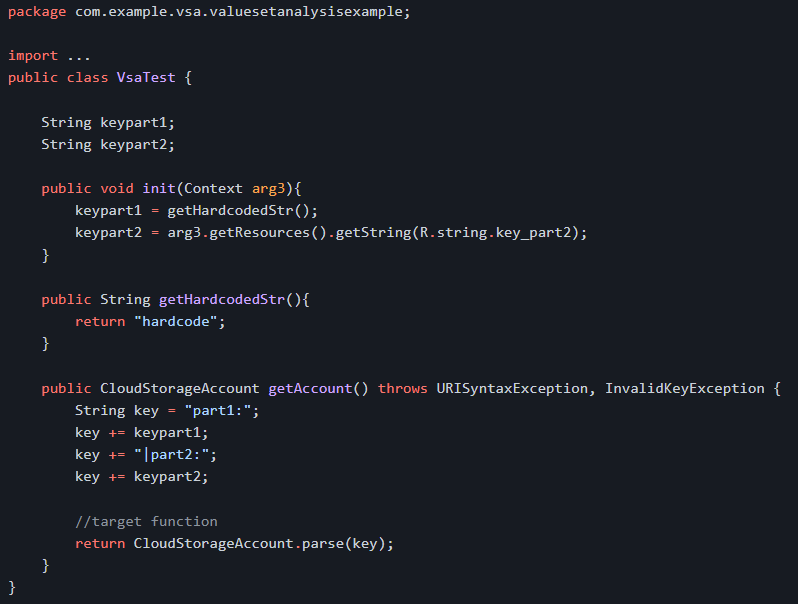 package com.example.vsa.valuesetanalysisexample;
import ...
public class VsaTest {
String keypart1;
String keypart2;
public void init(Context arg3){
keypart1 = getHardcodedStr();
keypart2 = arg3.getResources().getString(R.string.key_part2);
}
public String getHardcodedStr(){
return "hardcode";
}
public CloudStorageAccount getAccount() throws URISyntaxException, InvalidKeyException {
String key = "part1:";
key += keypart1;
key += "|part2:";
key += keypart2;
//target function
return CloudStorageAccount.parse(key);
}
}